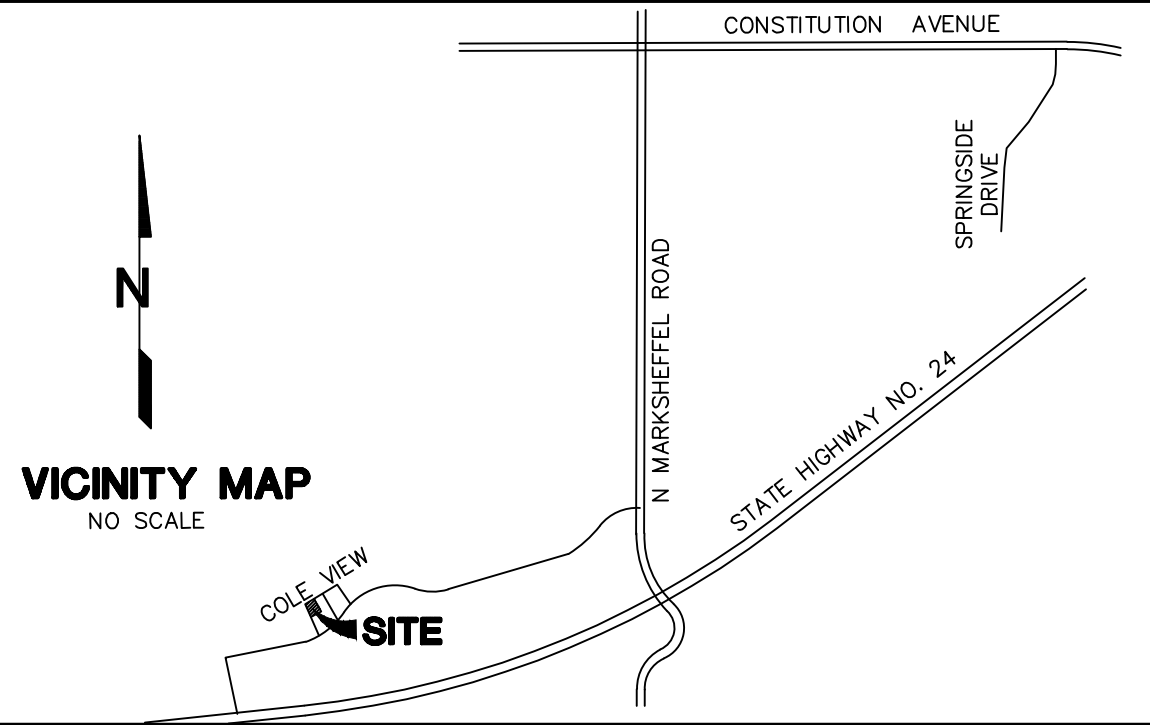 CONSTITUTION AVENUE
SPRINGSIDE
DRIVE
N
N MARKSHEFFEL ROAD
STATE HIGHWAY NO. 24
VICINITY MAP
NO SCALE
COLE VIEW
SITE